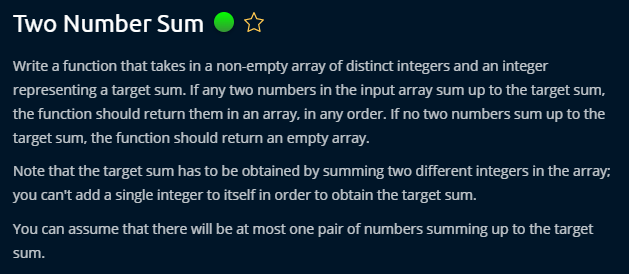 Two Number Sum
Write a function that takes in a non-empty array of distinct integers and an integer
representing a target sum. If any two numbers in the input array sum up to the target sum,
the function should return them in an array, in any order. If no two numbers sum up to the
target sum, the function should return an empty array.
Note that the target sum has to be obtained by summing two different integers in the array;
you can't add a single integer to itself in order to obtain the target sum.
You can assume that there will be at most one pair of numbers summing up to the target
sum.